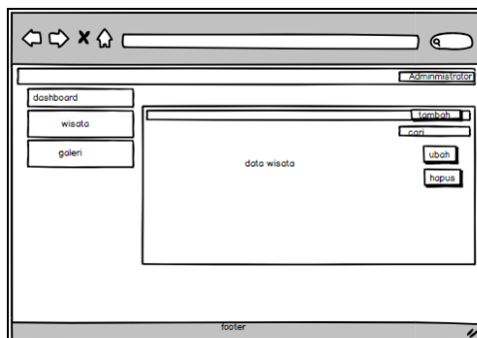 Adminmistrator
dashboard
wisata
galeri
tambah
cari
data wisata
ubah
hapus
footer